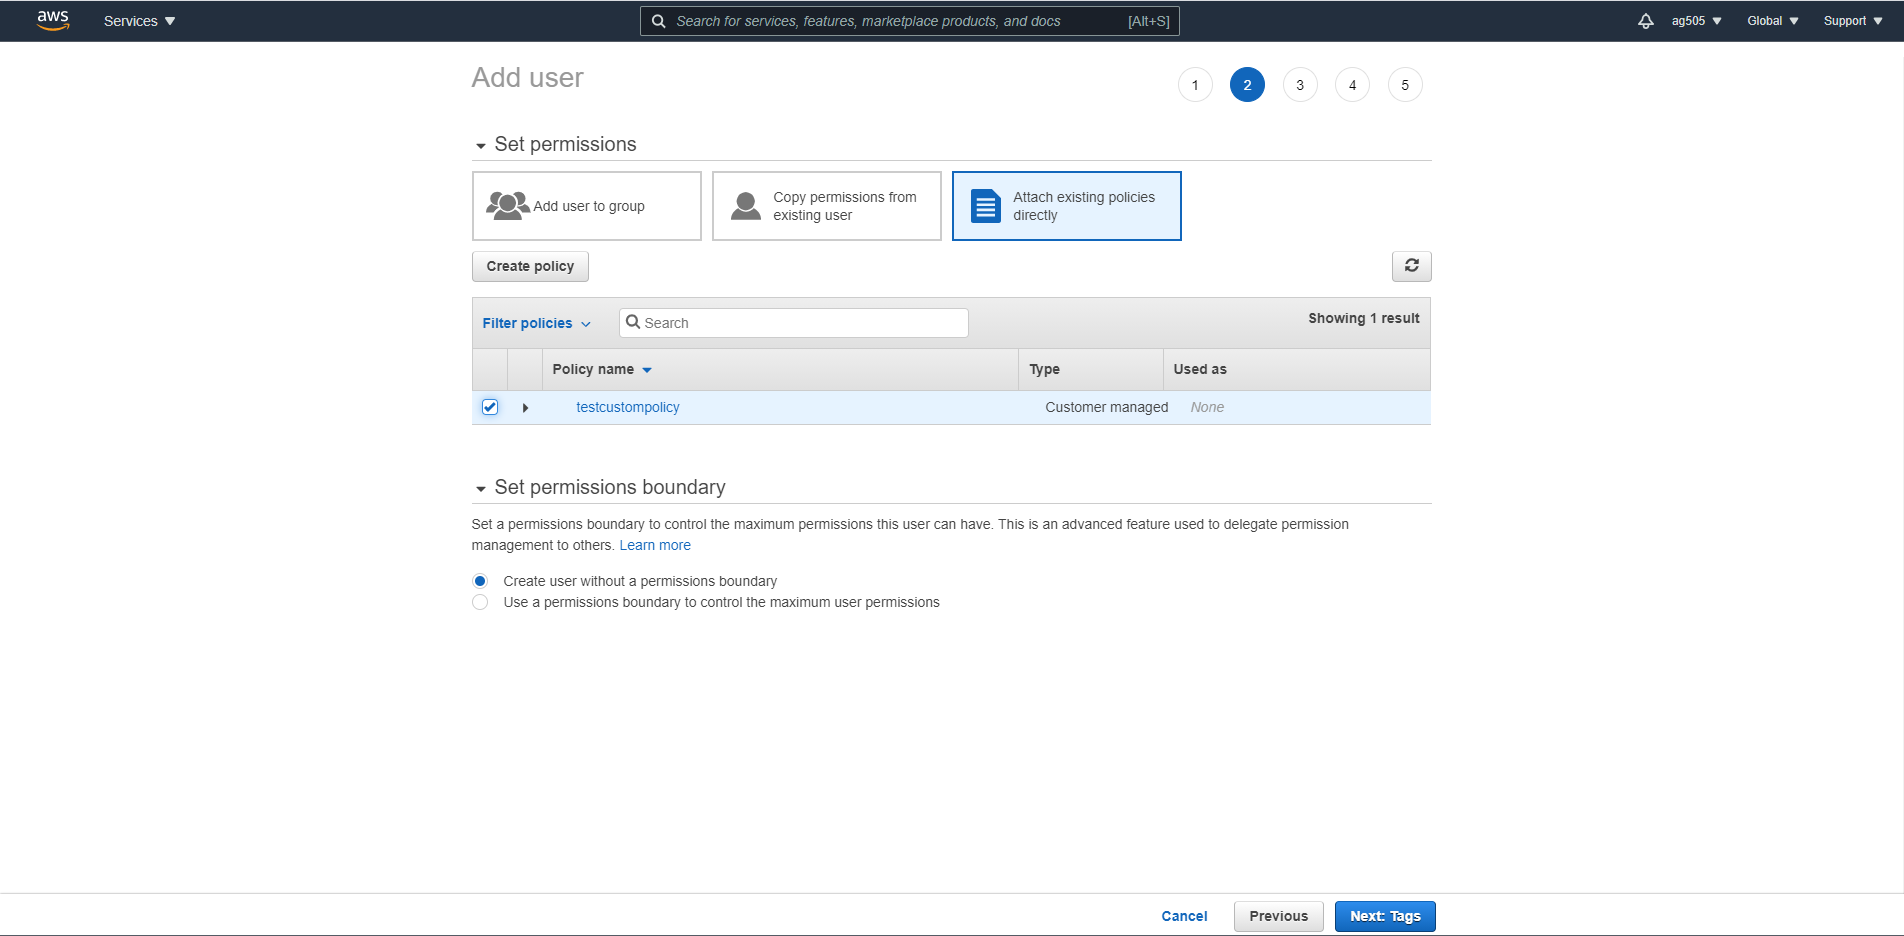 aws Services Search for services, features, marketplace products, and docs [Alt+S] ag505 Global Support
Add user 1 2 3 4 5
Set permissions
Add user to group
Copy permissions from
existing user
Attach existing policies
directly
Create policy
Filter policies Search Showing 1 result
Policy name Type Used as
testcustompolicy Customer managed None
Set permissions boundary
Set a permissions boundary to control the maximum permissions this user can have. This is an advanced feature used to delegate permission
management to others. Learn more
Create user without a permissions boundary
Use a permissions boundary to control the maximum user permissions
Cancel Previous Next: Tags